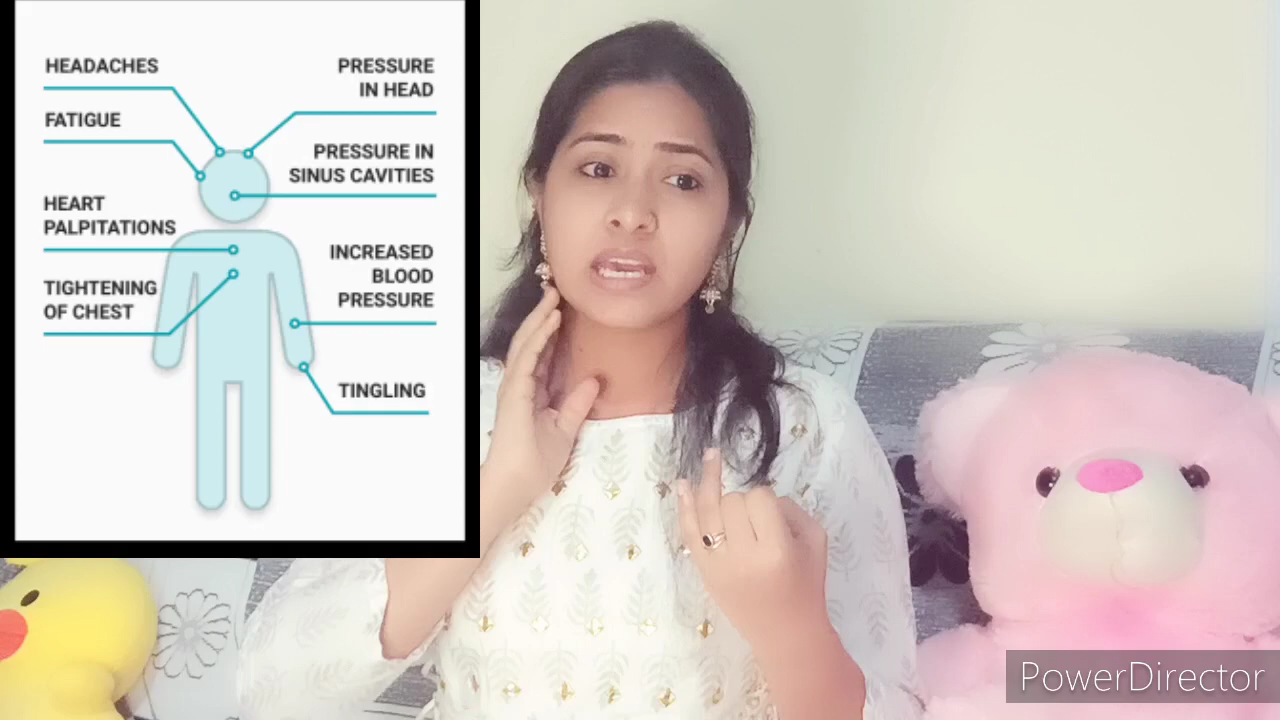 HEADACHES
FATIGUE
HEART
PALPITATIONS
TIGHTENING
OF CHEST
PRESSURE
IN HEAD
PRESSURE IN
SINUS CAVITIES
INCREASED
BLOOD
PRESSURE
TINGLING
PowerDirector